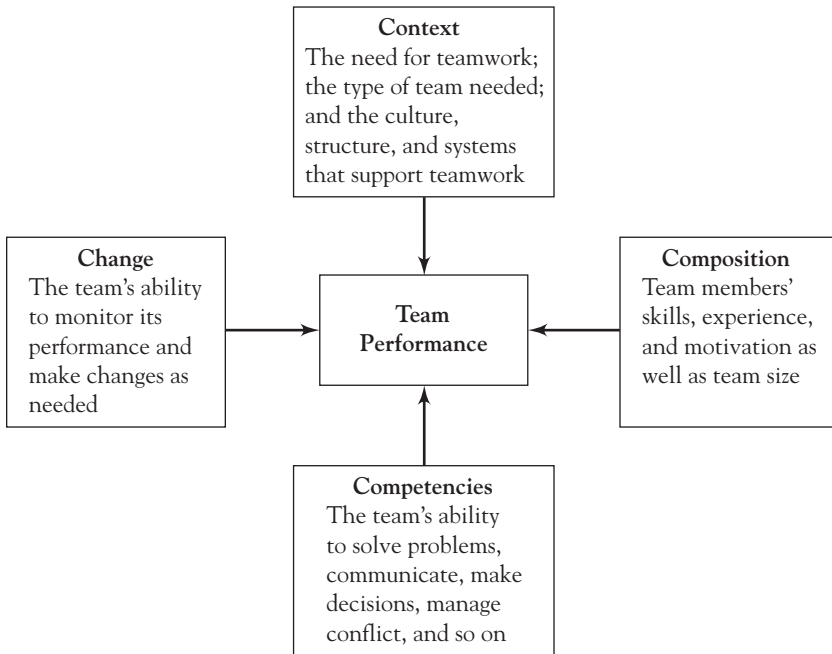 Context
The need for teamwork;
the type of team needed;
and the culture,
structure, and systems
that support teamwork
Change
The team’s ability
to monitor its
performance and
make changes as
needed
Team
Performance
Composition
Team members’
skills, experience,
and motivation as
well as team size
Competencies
The team’s ability
to solve problems,
communicate, make
decisions, manage
conflict, and so on